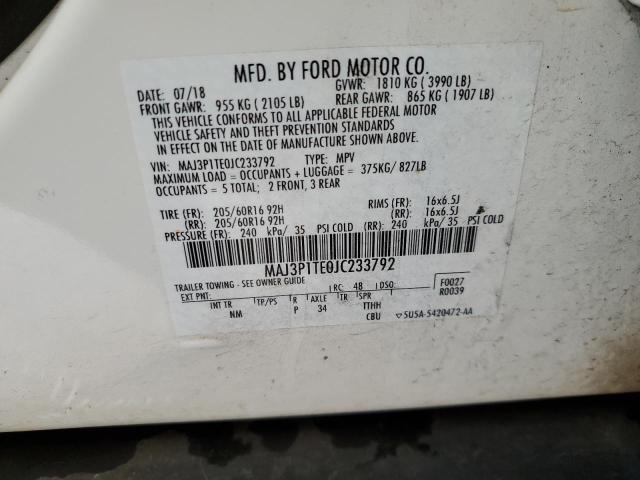 MFD. BY FORD MOTOR CO.
DATE: 07/18 GVWR: 1810 KG ( 3990 LB)
FRONT GAWR: 955 KG ( 2105 LB) REAR GAWR: 865 KG ( 1907 LB)
THIS VEHICLE CONFORMS TO ALL APPLICABLE FEDERAL MOTOR
VEHICLE SAFETY AND THEFT PREVENTION STANDARDS
IN EFFECT ON THE DATE OF MANUFACTURE SHOWN ABOVE.
VIN: MAJ3P1TE0JC233792 TYPE: MPV
MAXIMUM LOAD = OCCUPANTS + LUGGAGE = 375KG/ 827LB
OCCUPANTS = 5 TOTAL; 2 FRONT, 3 REAR
TIRE (FR): 205/60R16 92H RIMS (FR): 16x6.5J
(RR): 205/60R16 92H (RR): 16x6.5J
PRESSURE (FR): 240 kPa/ 35 PSI COLD (RR): 240 kPa/ 35 PSI COLD
MAJ3P1TE0JC233792
TRAILER TOWING - SEE OWNER GUIDE
EXT PNT: RC: 48 DSO: F0027
R0039
INT TR TP/PS R AXLE TR SPR
NM P 34 TTHH
CBU 5U5A-5420472-AA